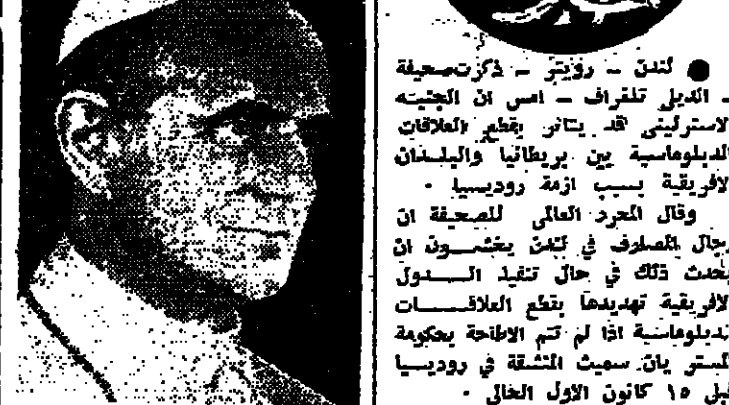 ● لندن - رويتر - ذكرت صحيفة
- الديلي تلغراف - امس ان الجنيه
الاسترليني قد يتاثر بقطع العلاقات
الدبلوماسية بين بريطانيا والبلدان
الافريقية بسبب ازمة روديسيا .
وقال المحرر المالي للصحيفة ان
رجال المصارف في لندن يخشون ان
يحدث ذلك في حال تنفيذ الدول
الافريقية تهديدها بقطع العلاقات
الدبلوماسية اذا لم تتم الاطاحة بحكومة
المستر يان سميث المنشقة في روديسيا
قبل ١٥ كانون الاول الحالي .